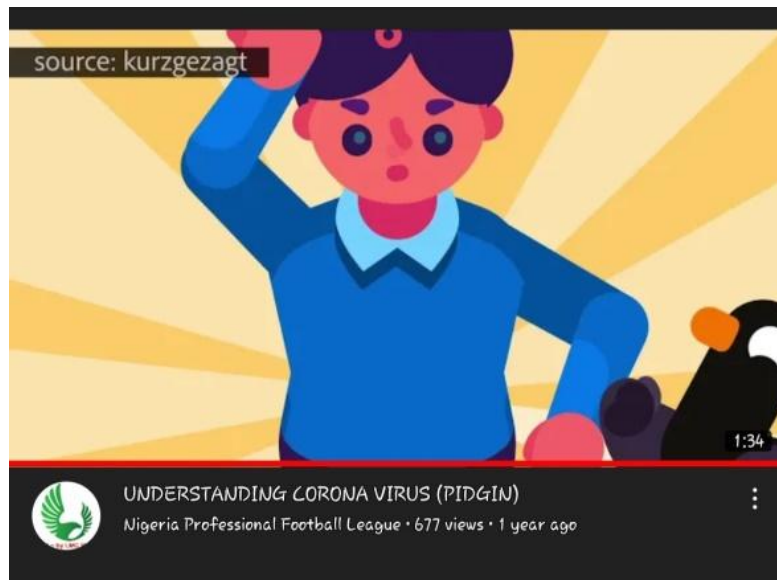 source: kurzgezagt
1:34
UNDERSTANDING CORONA VIRUS (PIDGIN)
Nigeria Professional Football League • 677 views • 1 year ago